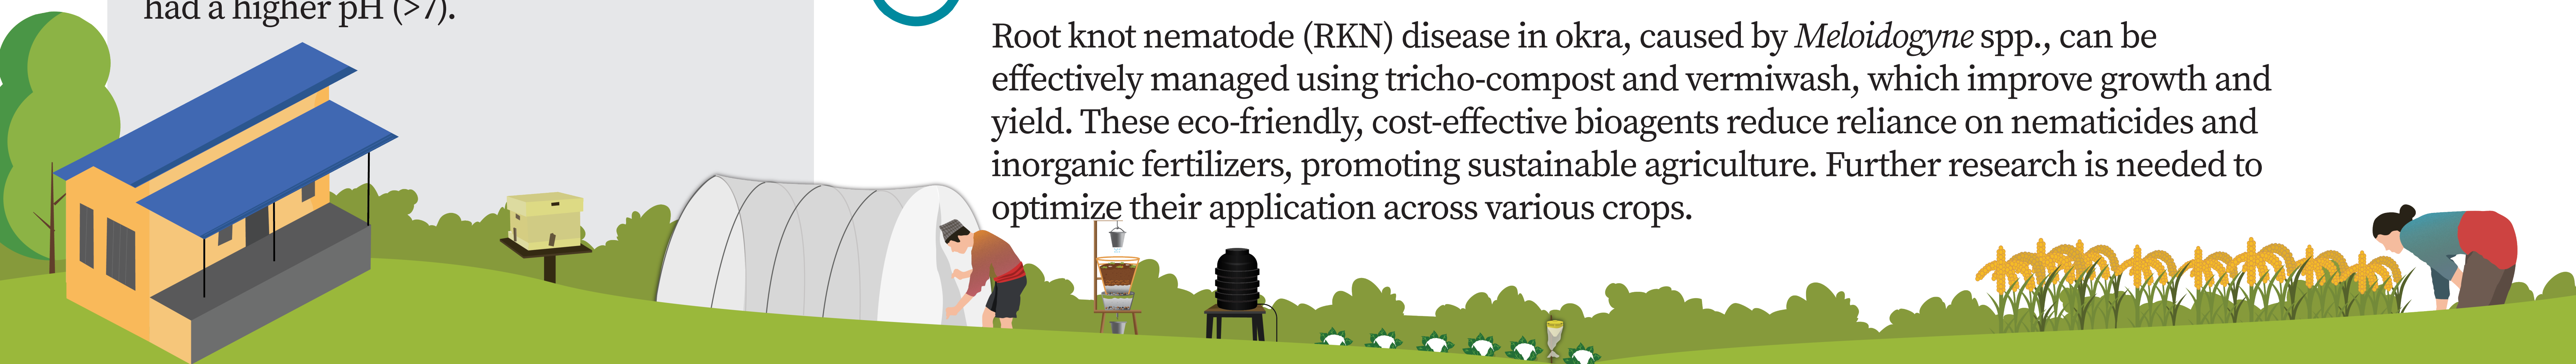 had a higher pH (>7).
Root knot nematode (RKN) disease in okra, caused by Meloidogyne spp., can be
effectively managed using tricho-compost and vermiwash, which improve growth and
yield. These eco-friendly, cost-effective bioagents reduce reliance on nematicides and
inorganic fertilizers, promoting sustainable agriculture. Further research is needed to
optimize their application across various crops.